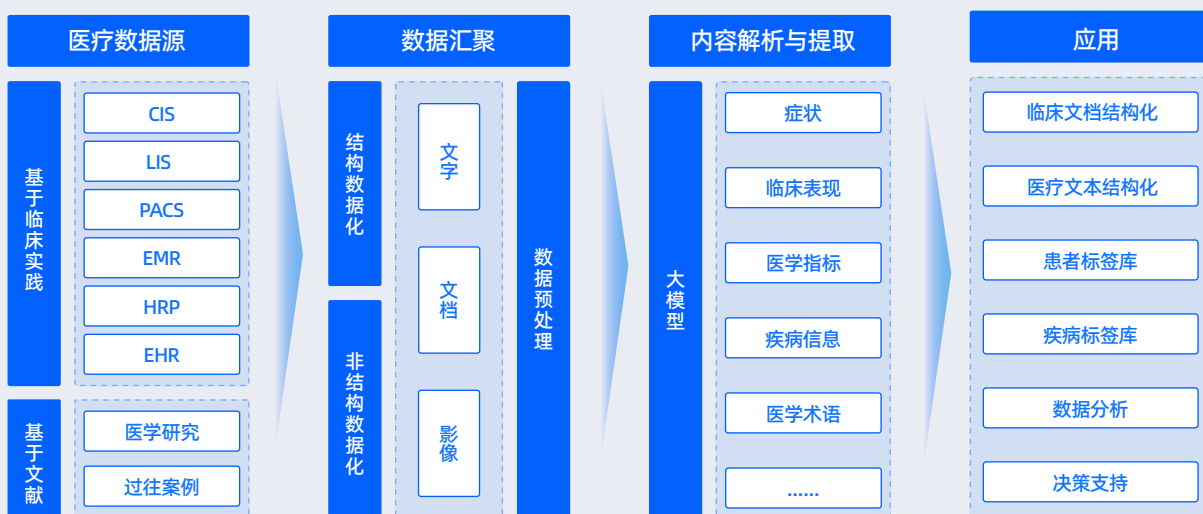 医疗数据源
基于临床实践
CIS
LIS
PACS
EMR
HRP
EHR
基于文献
医学研究
过往案例
数据汇聚
结构数据化
非结构数据化
文字
文档
影像
数据预处理
内容解析与提取
大模型
症状
临床表现
医学指标
疾病信息
医学术语
......
应用
临床文档结构化
医疗文本结构化
患者标签库
疾病标签库
数据分析
决策支持